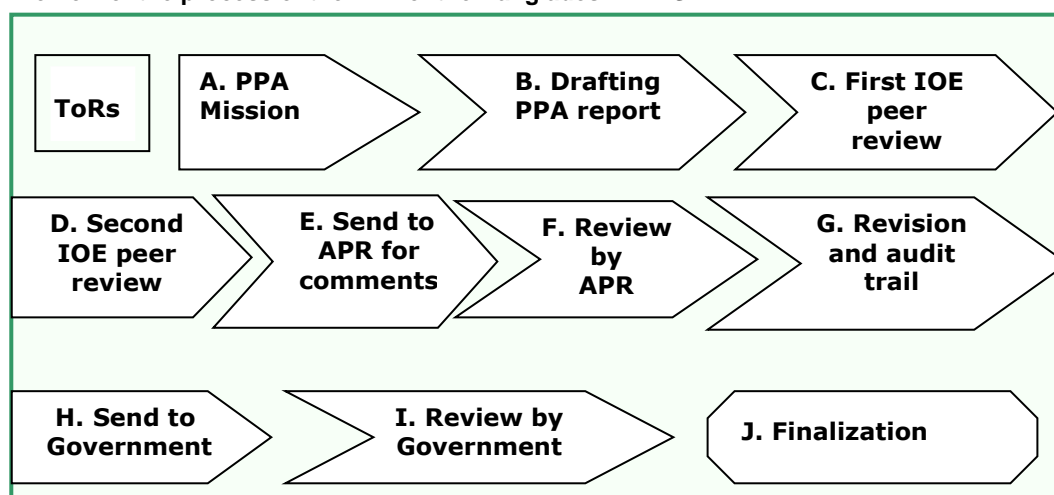 ToRs
A. PPA
Mission
B. Drafting
PPA report
C. First IOE
peer
review
D. Second
IOE peer
review
E. Send to
APR for
comments
F. Review
by
APR
G. Revision
and audit
trail
H. Send to
Government
I. Review by
Government
J. Finalization